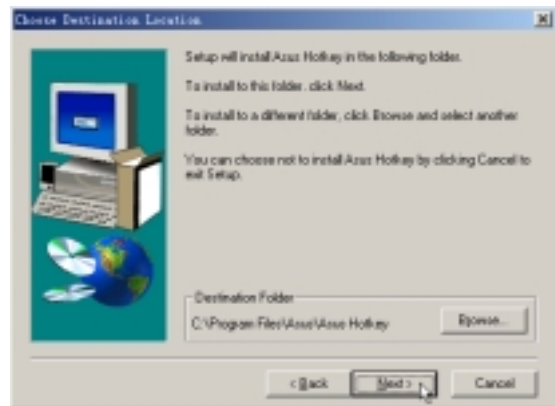 Choose Destination Location
Setup will install Asus Hotkey in the following folder.
To install to this folder, click Next.
To install to a different folder, click Browse and select another
folder.
You can choose not to install Asus Hotkey by clicking Cancel to
exit Setup.
Destination Folder
C:\Program Files\Asus\Asus Hotkey
Browse...
< Back
Next >
Cancel